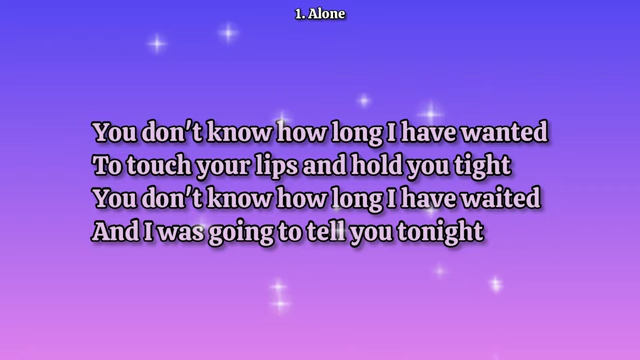 1. Alone
You don't know how long I have wanted
To touch your lips and hold you tight
You don't know how long I have waited
And I was going to tell you tonight